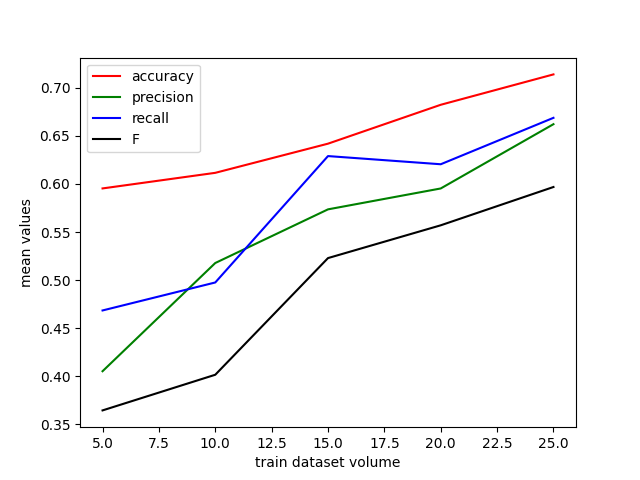 accuracy
precision
recall
F
0.70
0.65
0.60
0.55
0.50
0.45
0.40
0.35
mean values
5.0 7.5 10.0 12.5 15.0 17.5 20.0 22.5 25.0
train dataset volume